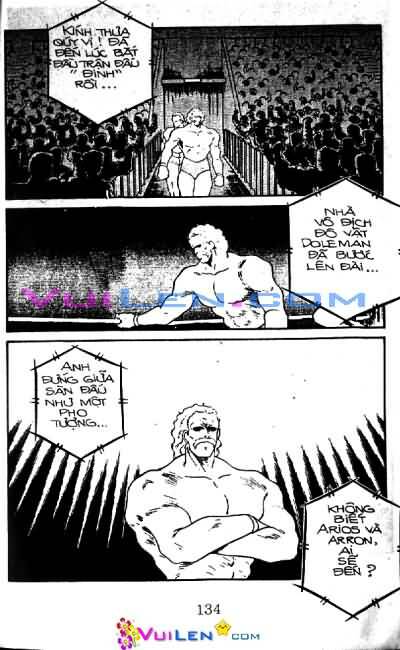 KÍNH THƯA
QÚY VỊ! ĐÃ
ĐẾN LÚC BẮT
ĐẦU TRẬN ĐẤU
"ĐINH"
RỒI...
NHÀ
VÔ ĐỊCH
ĐÔ VẬT
DOLEMAN
ĐÃ BƯỚC
LÊN ĐÀI...
VUILEN.COM
ANH
ĐỨNG GIỮA
SÂN ĐẤU
NHƯ MỘT
PHO
TƯỢNG...
KHÔNG
BIẾT
ARIOS VÀ
ARRON,
AI
SẼ
ĐẾN?
134
VUILEN.COM